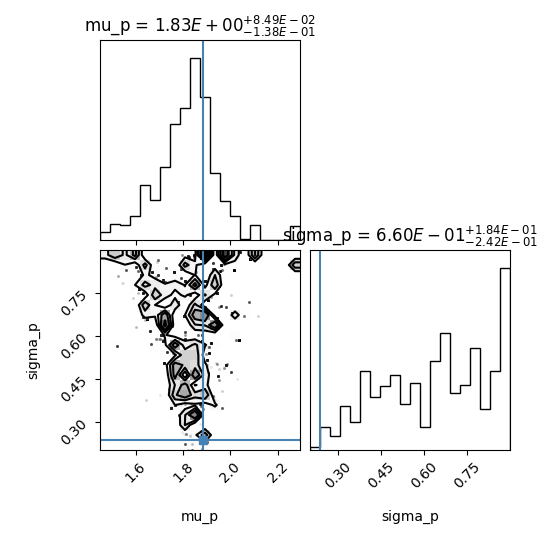 mu_p = 1.83E + 00+8.49E − 02 −1.38E − 01
sigma_p = 6.60E − 01+1.84E − 01 −2.42E − 01
0.75
0.60
0.45
0.30
sigma_p
1.6 1.8 2.0 2.2
0.30 0.45 0.60 0.75
mu_p sigma_p